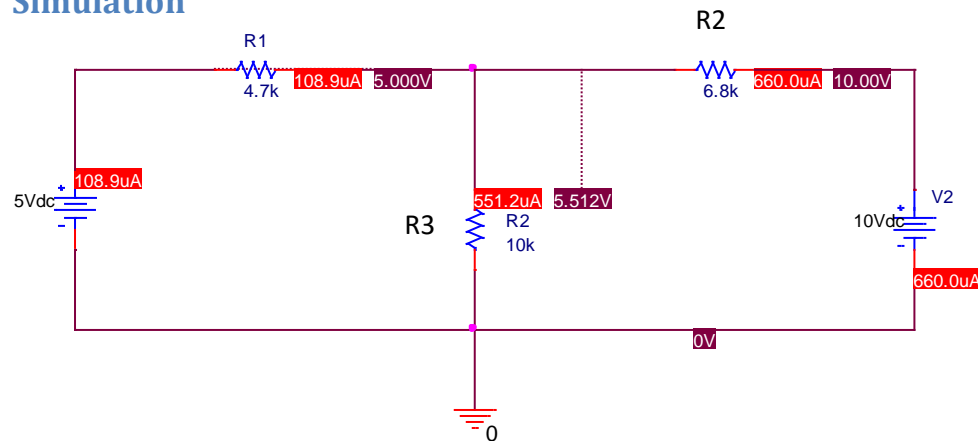 Simulation
R2
R1
108.9uA
5.000V
4.7k
6.8k
660.0uA
10.00V
108.9uA
5Vdc
551.2uA
5.512V
R3
R2
10k
V2
10Vdc
660.0uA
0V
0